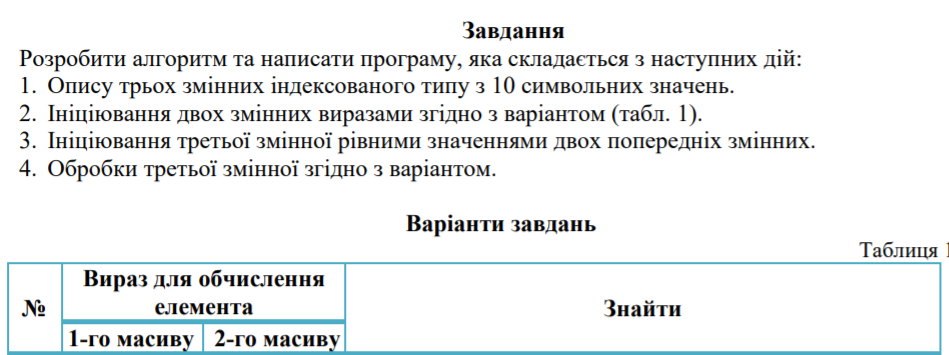 Завдання
Розробити алгоритм та написати програму, яка складається з наступних дій:
1. Опису трьох змінних індексованого типу з 10 символьних значень.
2. Ініціювання двох змінних виразами згідно з варіантом (табл. 1).
3. Ініціювання третьої змінної рівними значеннями двох попередніх змінних.
4. Обробки третьої змінної згідно з варіантом.
Варіанти завдань
Таблиця 1
№
Вираз для обчислення
елемента
Знайти
1-го масиву
2-го масиву